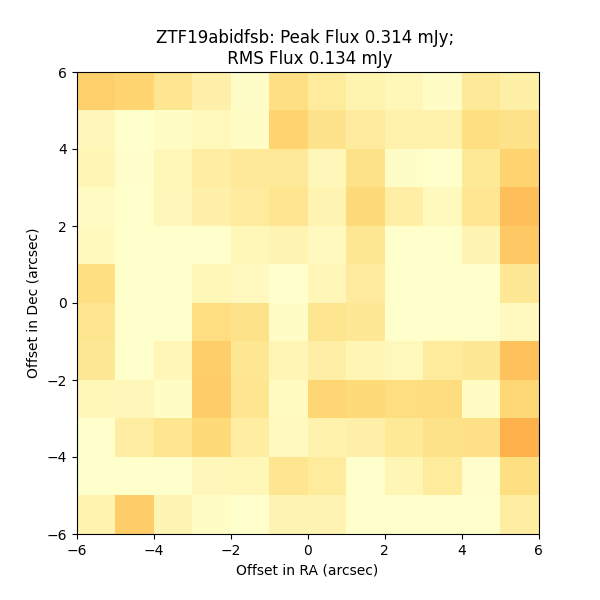 ZTF19abidfsb: Peak Flux 0.314 mJy;
RMS Flux 0.134 mJy
6
4
2
0
−2
−4
−6
Offset in Dec (arcsec)
−6 −4 −2 0 2 4 6
Offset in RA (arcsec)